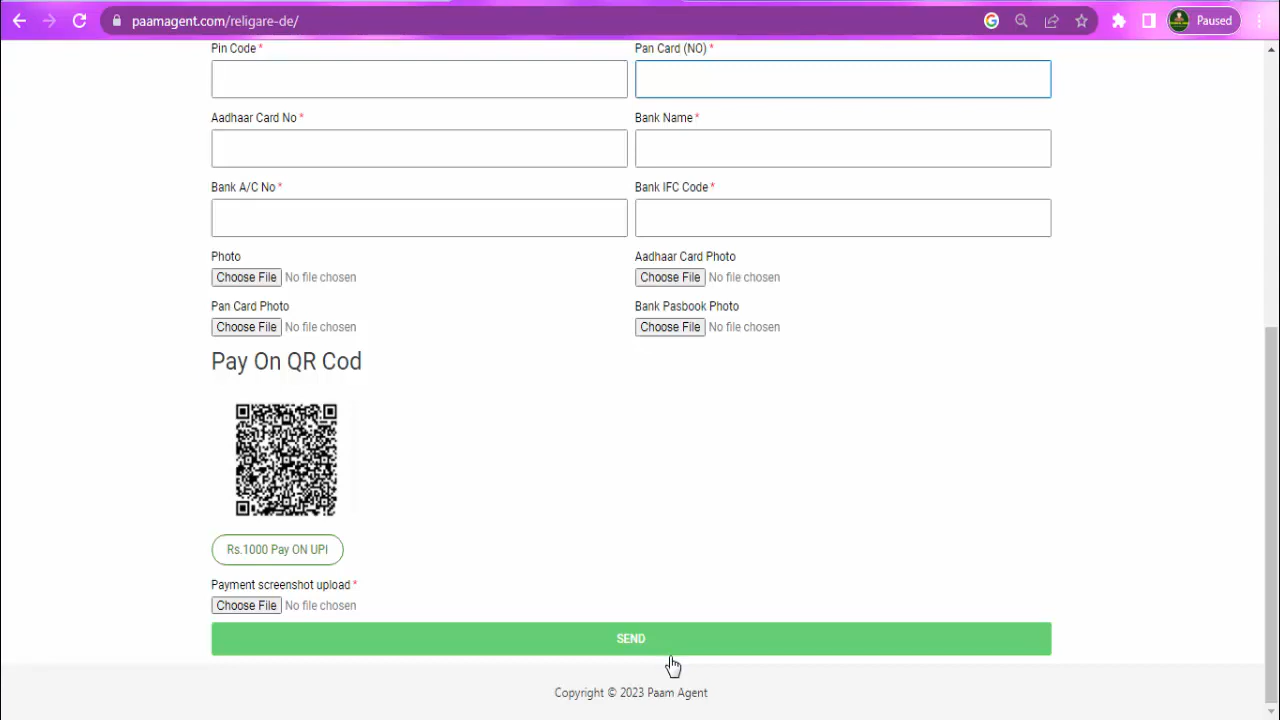 paamagent.com/religare-de/
Paused
Pin Code *
Pan Card (NO) *
Aadhaar Card No *
Bank Name *
Bank A/C No *
Bank IFC Code *
Photo
Aadhaar Card Photo
Choose File No file chosen
Choose File No file chosen
Pan Card Photo
Bank Pasbook Photo
Choose File No file chosen
Choose File No file chosen
Pay On QR Cod
Rs.1000 Pay ON UPI
Payment screenshot upload *
Choose File No file chosen
SEND
Copyright © 2023 Paam Agent